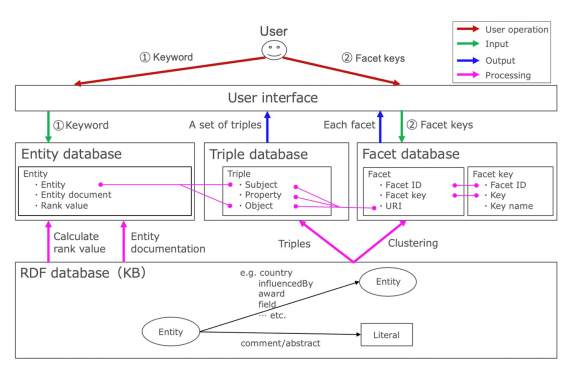 User
① Keyword
② Facet keys
User operation
Input
Output
Processing
User interface
① Keyword
A set of triples
Each facet
② Facet keys
Entity database
Entity
・Entity
・Entity document
・Rank value
Triple database
Triple
・Subject
・Property
・Object
Facet database
Facet
・Facet ID
・Facet key
・URI
Facet key
・Facet ID
・Key
Key name
Calculate
rank value
Entity
documentation
Triples
Clustering
RDF database（KB）
e.g. country
influencedBy
award
field
… etc.
Entity
Entity
Literal
comment/abstract